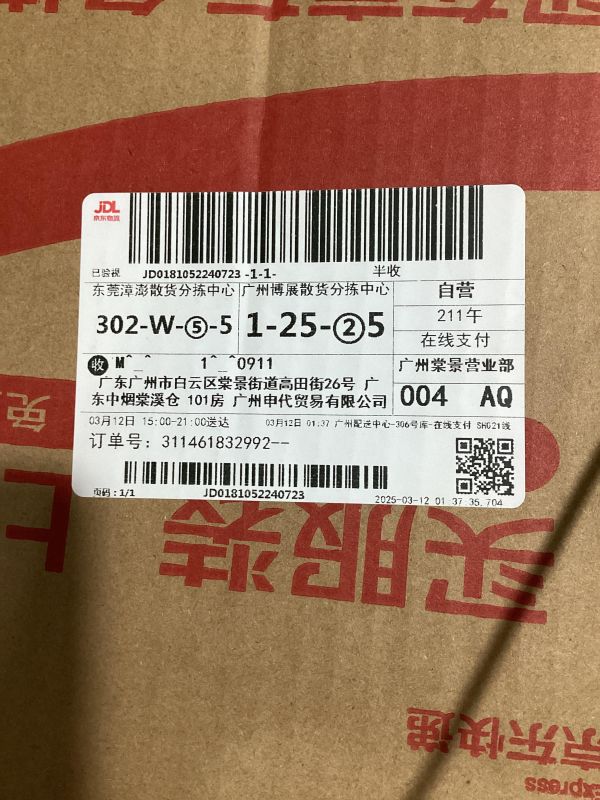 JDL
京东物流
已验视 JD0181052240723 -1-1- 半收
东莞漳澎散货分拣中心 广州博展散货分拣中心 自营
302-W-⑤-5 1-25-②5 211午
在线支付
收 M^_^ 1^_^0911 广州棠景营业部
广东广州市白云区棠景街道高田街26号 广
东中烟棠溪仓 101房 广州申代贸易有限公司 004 AQ
03月12日 15:00-21:00送达 03月12日 01:37 广州配送中心-306号库-在线支付 SHG21线
订单号: 311461832992--
页码: 1/1 JD0181052240723 2025-03-12 01:37:35.704
免
上
买服装
京东快递
Express